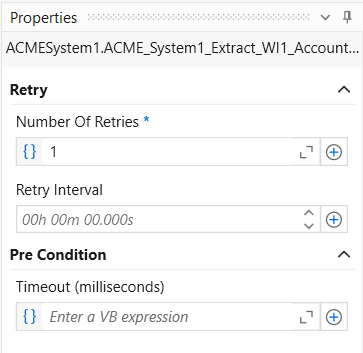 Properties
ACMESystem1.ACME_System1_Extract_WI1_Account...
Retry
Number Of Retries *
{} 1
Retry Interval
00h 00m 00.000s
Pre Condition
Timeout (milliseconds)
{} Enter a VB expression